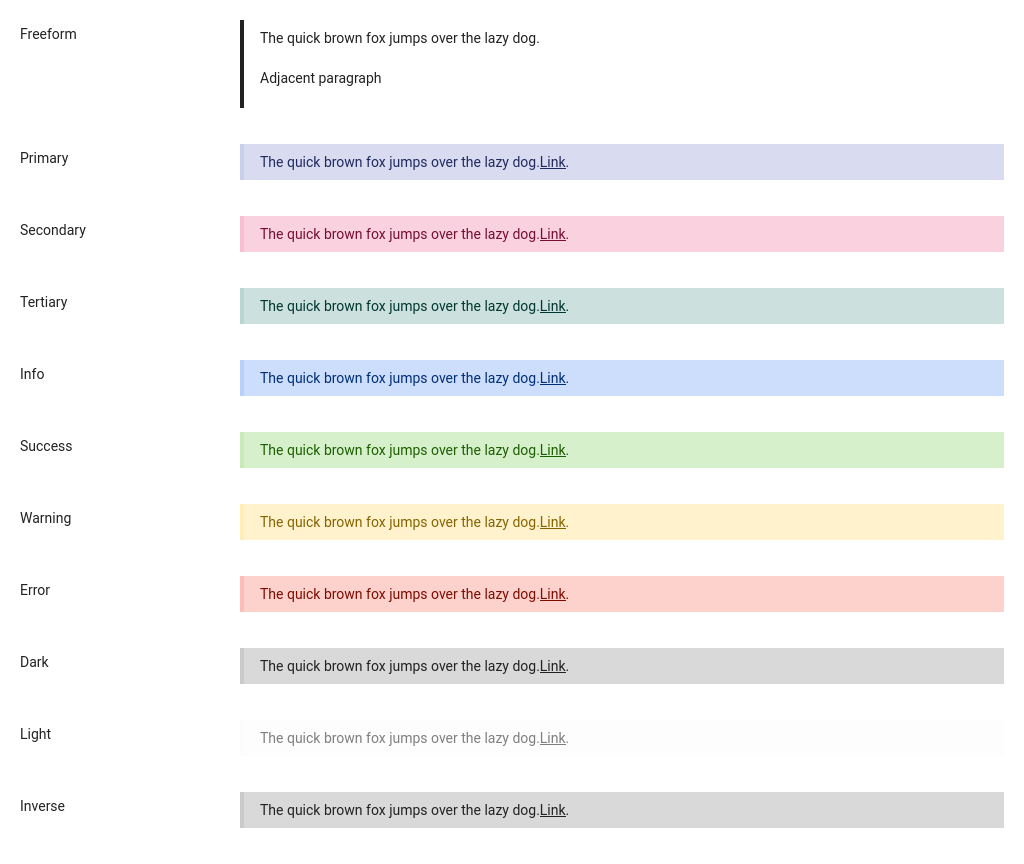 Freeform
The quick brown fox jumps over the lazy dog.
Adjacent paragraph
Primary
The quick brown fox jumps over the lazy dog.Link.
Secondary
The quick brown fox jumps over the lazy dog.Link.
Tertiary
The quick brown fox jumps over the lazy dog.Link.
Info
The quick brown fox jumps over the lazy dog.Link.
Success
The quick brown fox jumps over the lazy dog.Link.
Warning
The quick brown fox jumps over the lazy dog.Link.
Error
The quick brown fox jumps over the lazy dog.Link.
Dark
The quick brown fox jumps over the lazy dog.Link.
Light
The quick brown fox jumps over the lazy dog.Link.
Inverse
The quick brown fox jumps over the lazy dog.Link.